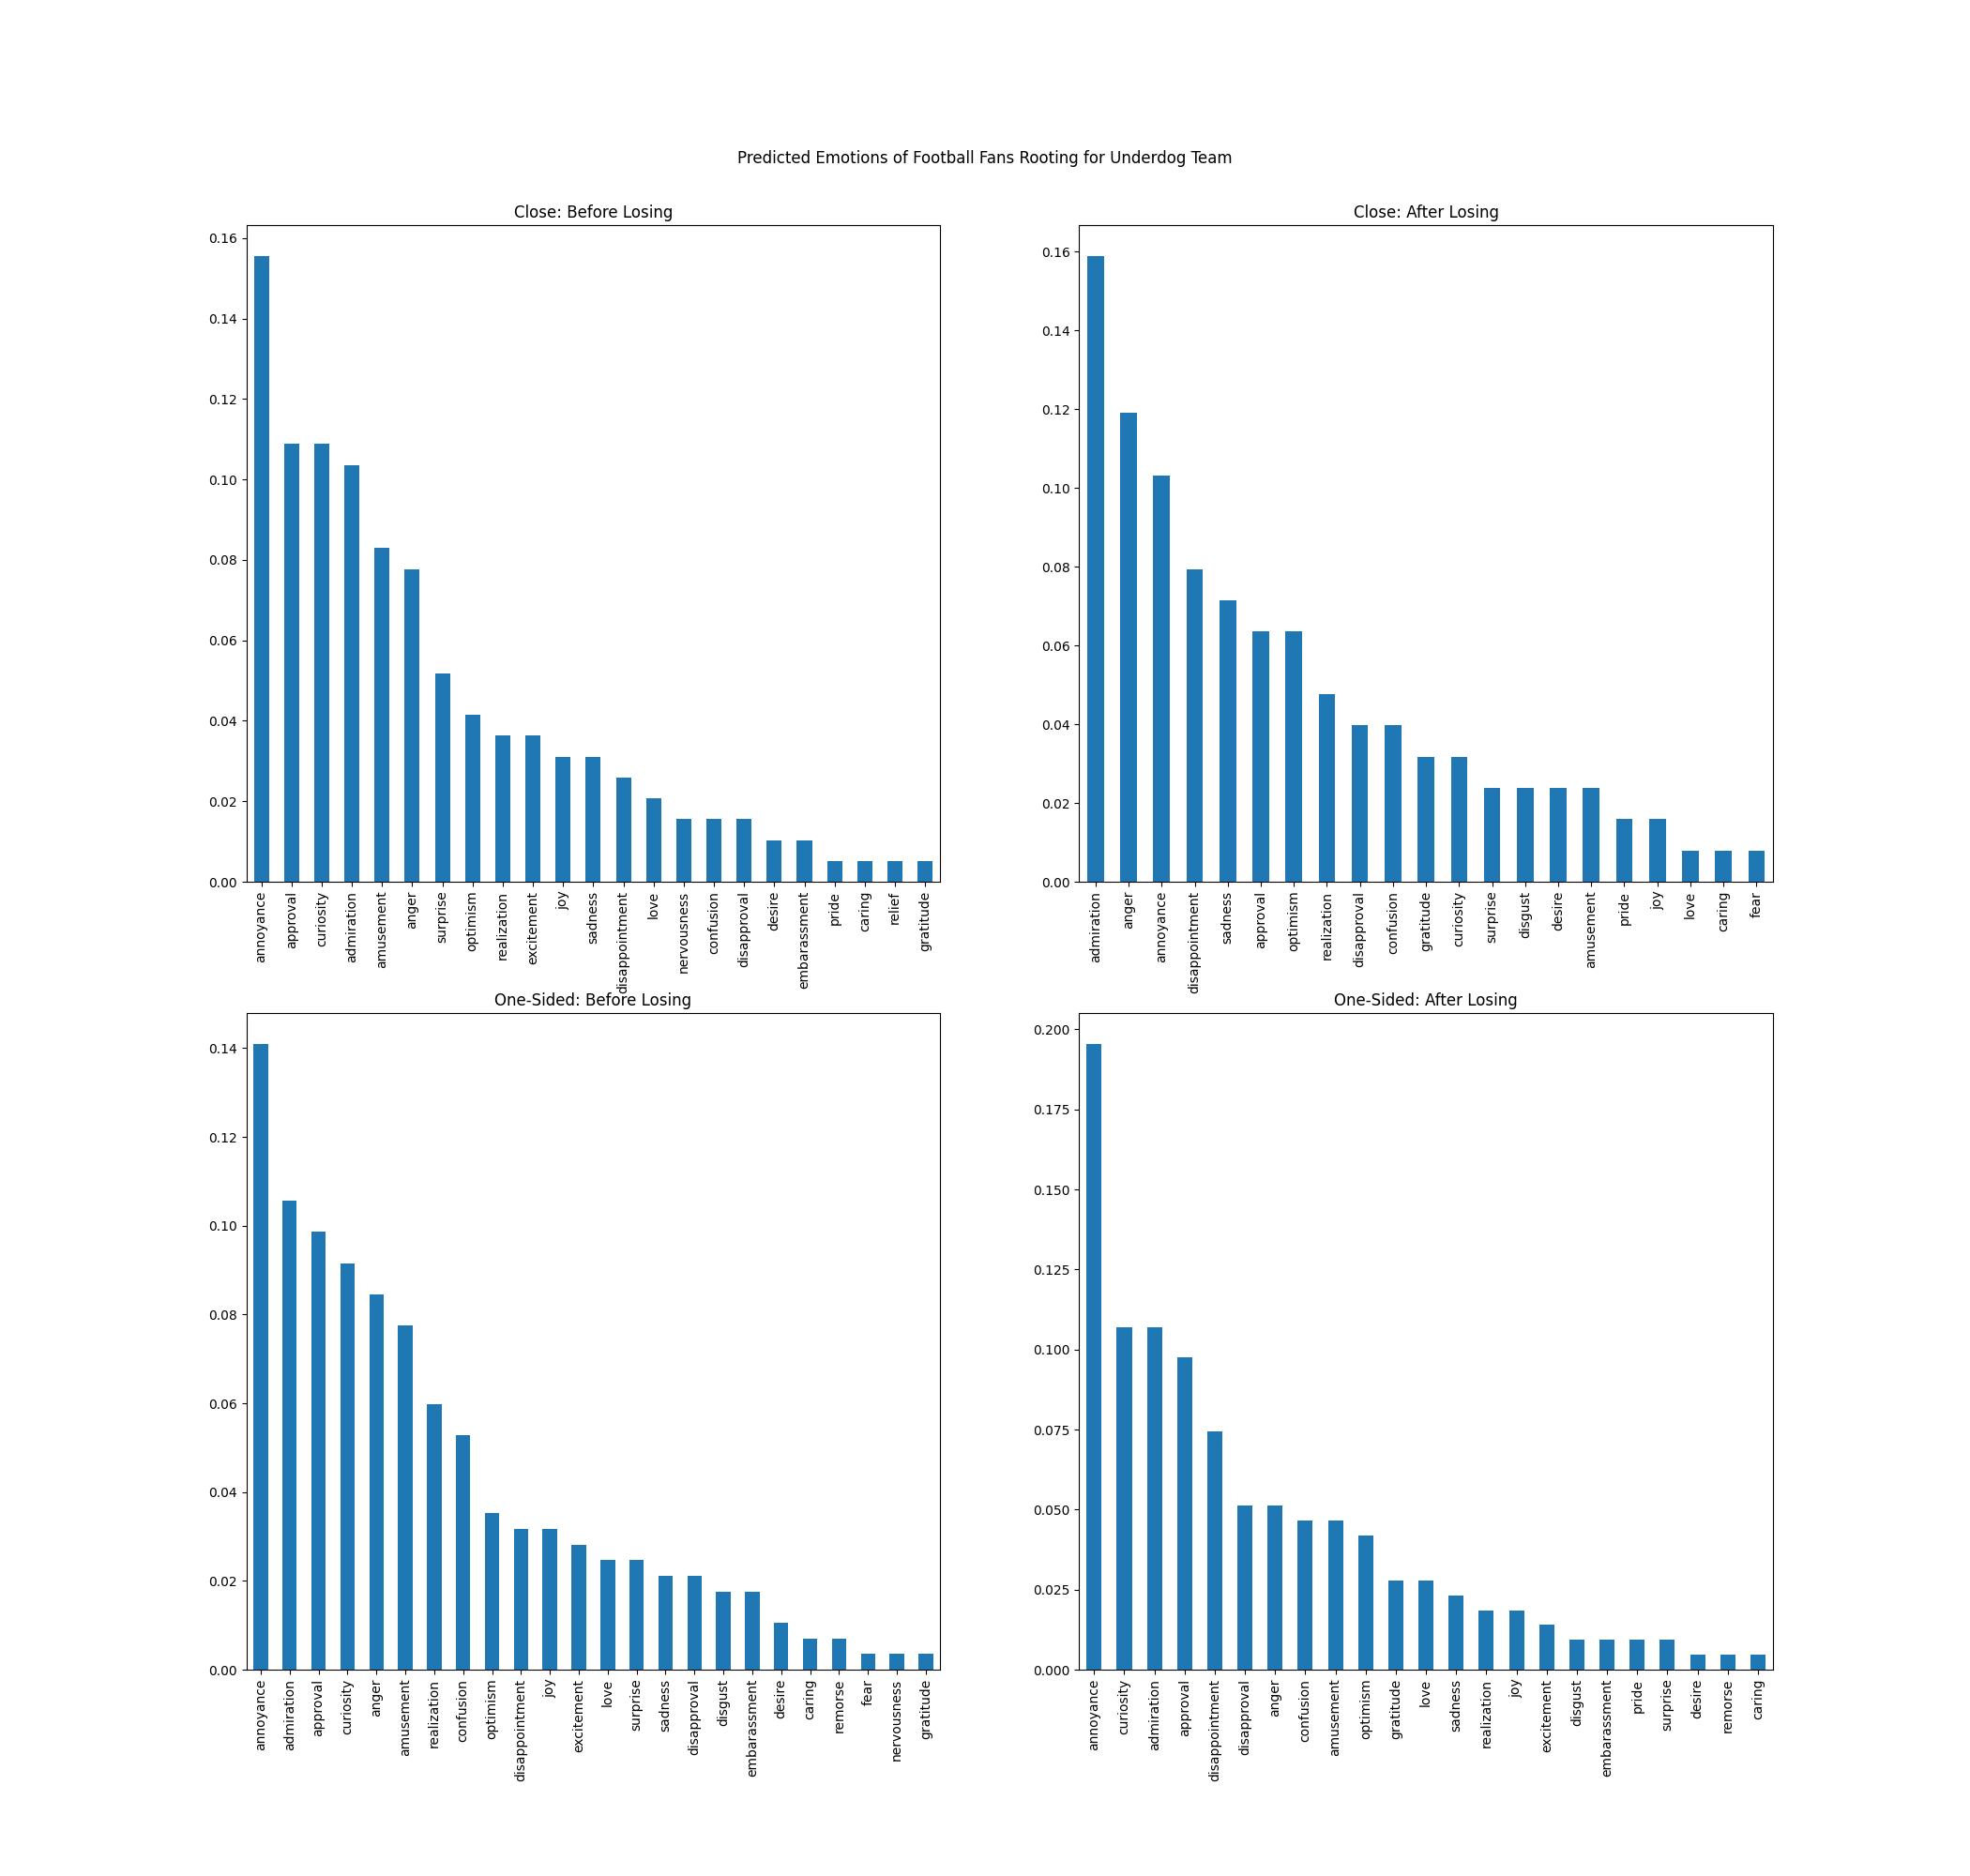 Predicted Emotions of Football Fans Rooting for Underdog Team
Close: Before Losing
0.16
0.14
0.12
0.10
0.08
0.06
0.04
0.02
0.00
annoyance
approval
curiosity
admiration
amusement
anger
surprise
optimism
realization
excitement
joy
sadness
disappointment
love
nervousness
confusion
disapproval
desire
embarassment
pride
caring
relief
gratitude
Close: After Losing
0.16
0.14
0.12
0.10
0.08
0.06
0.04
0.02
0.00
admiration
anger
annoyance
disappointment
sadness
approval
optimism
realization
disapproval
confusion
gratitude
curiosity
surprise
disgust
desire
amusement
pride
joy
love
caring
fear
One-Sided: Before Losing
0.14
0.12
0.10
0.08
0.06
0.04
0.02
0.00
annoyance
admiration
approval
curiosity
anger
amusement
realization
confusion
optimism
disappointment
joy
excitement
love
surprise
sadness
disapproval
disgust
embarassment
desire
caring
remorse
fear
nervousness
gratitude
One-Sided: After Losing
0.200
0.175
0.150
0.125
0.100
0.075
0.050
0.025
0.000
annoyance
curiosity
admiration
approval
disappointment
disapproval
anger
confusion
amusement
optimism
gratitude
love
sadness
realization
joy
excitement
disgust
embarassment
pride
surprise
desire
remorse
caring